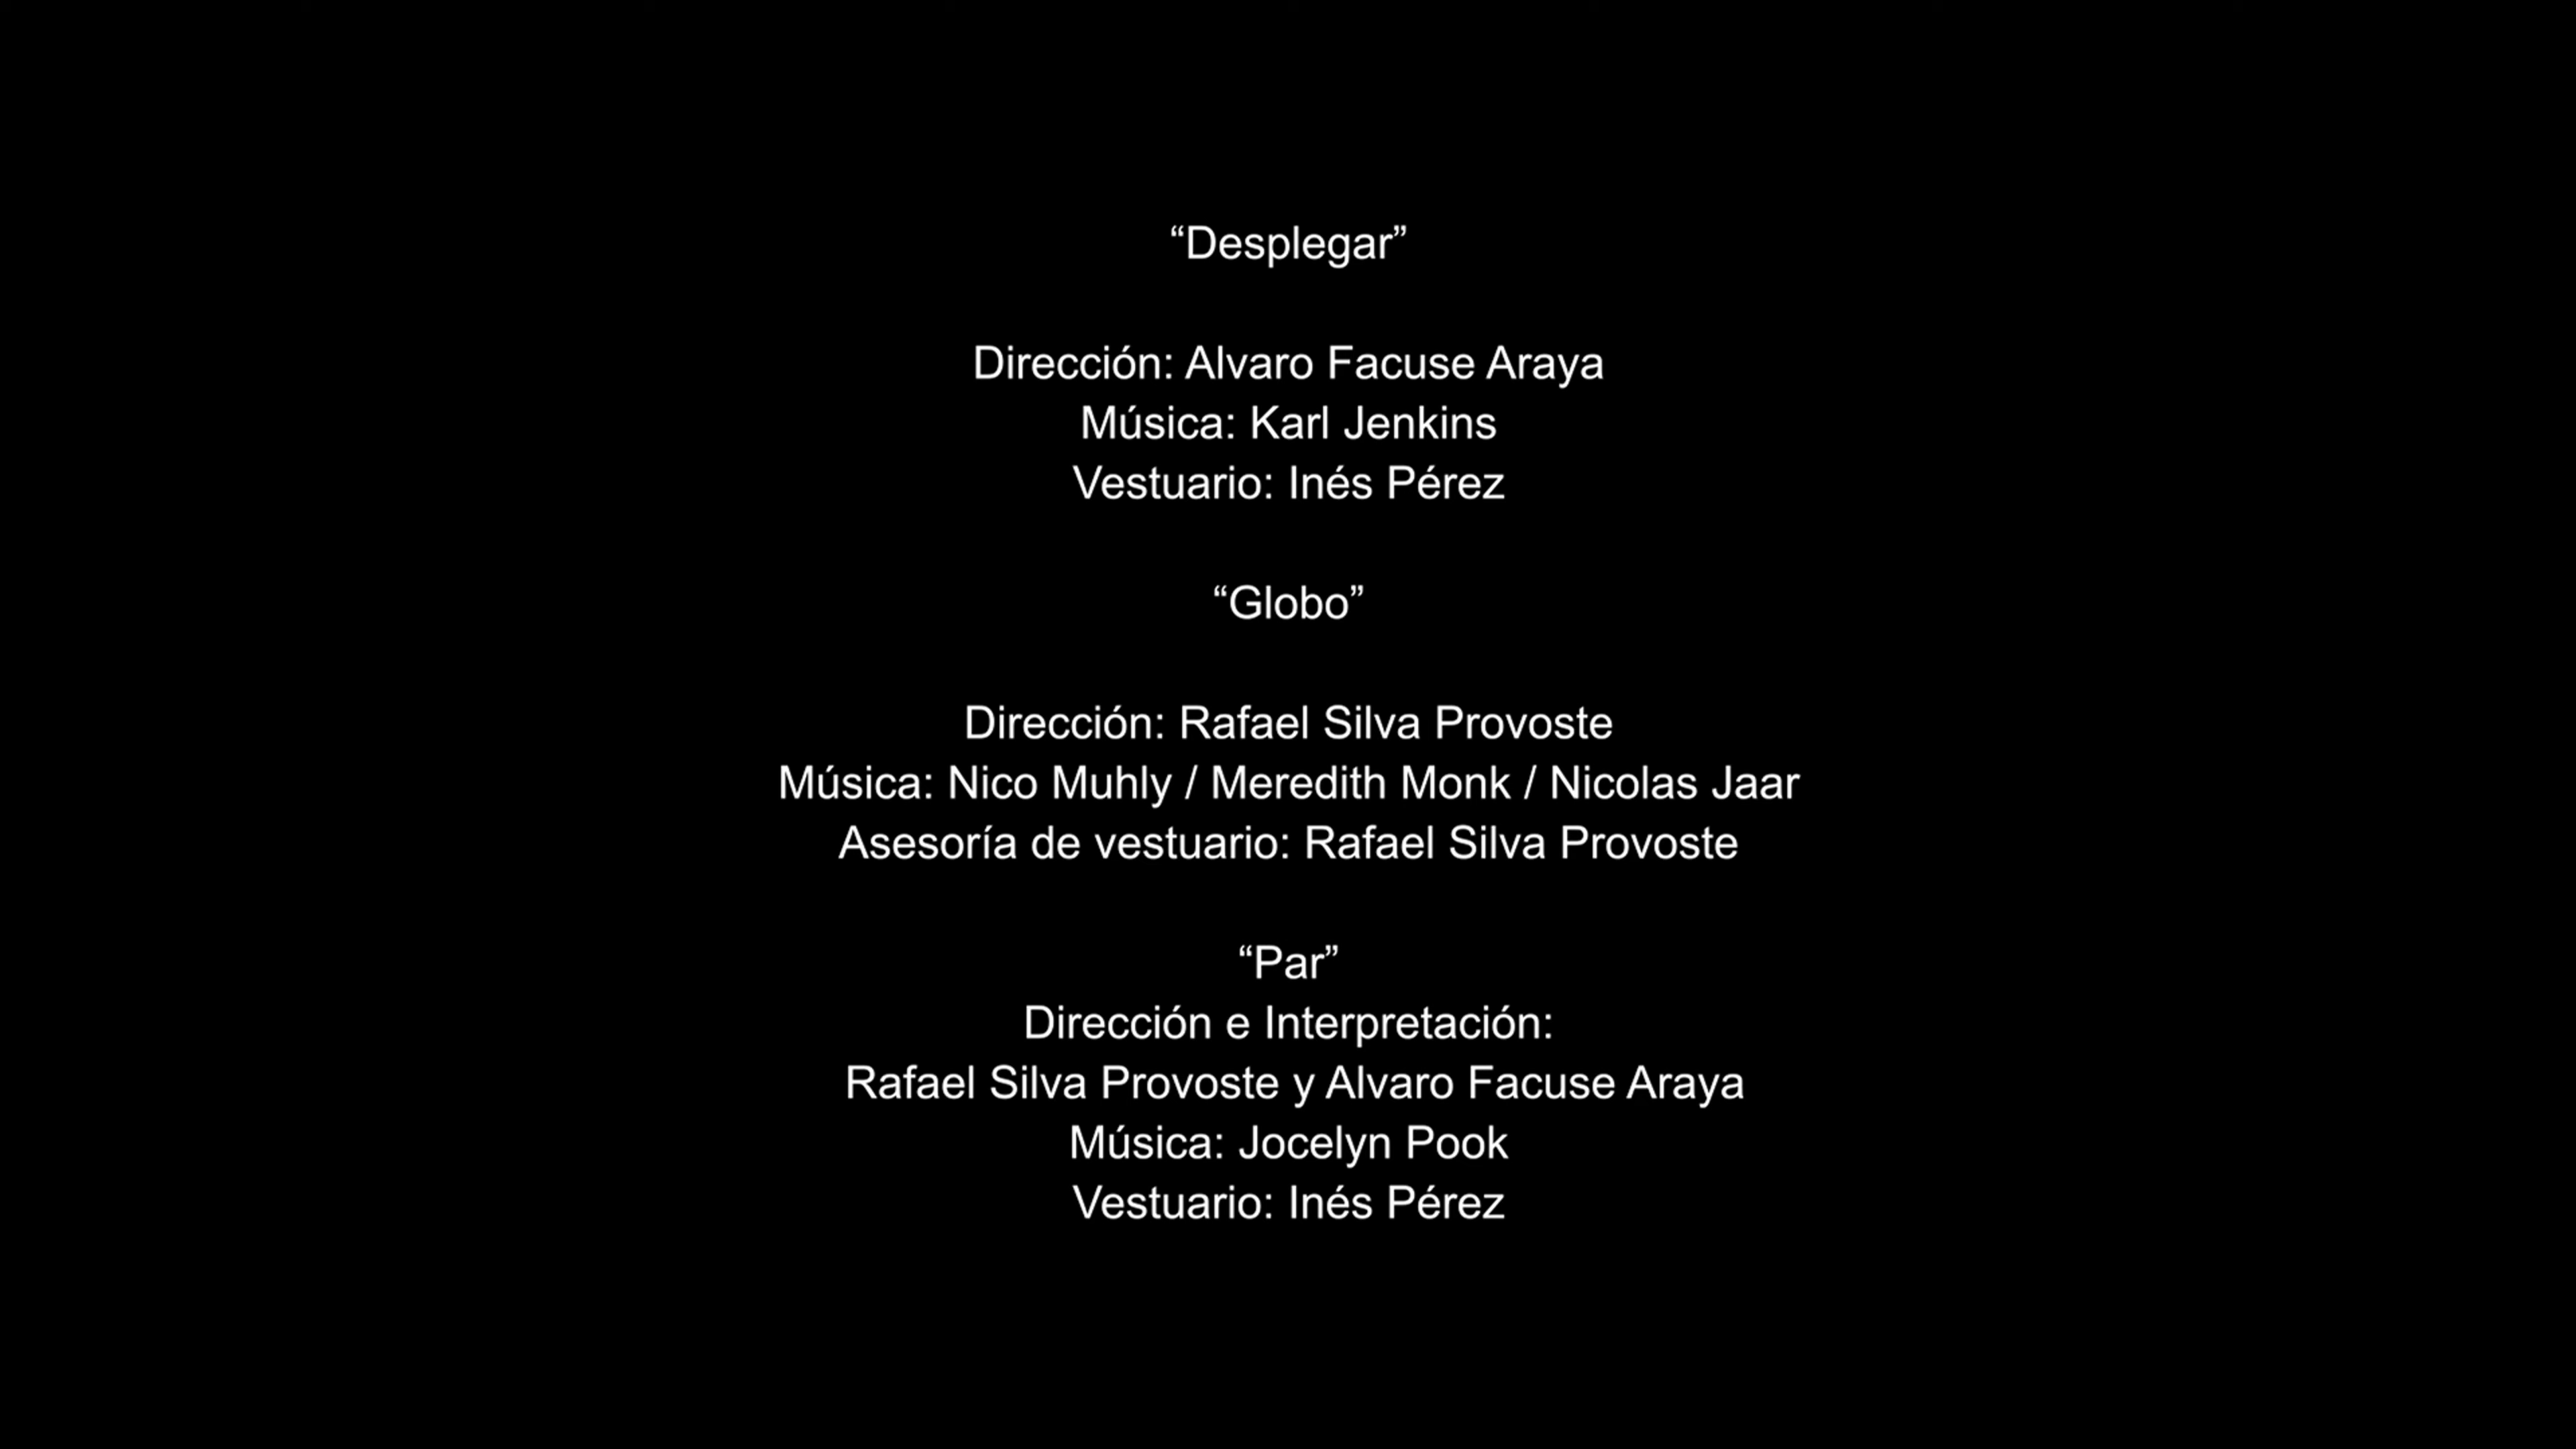 “Desplegar”
Dirección: Alvaro Facuse Araya
Música: Karl Jenkins
Vestuario: Inés Pérez
“Globo”
Dirección: Rafael Silva Provoste
Música: Nico Muhly / Meredith Monk / Nicolas Jaar
Asesoría de vestuario: Rafael Silva Provoste
“Par”
Dirección e Interpretación:
Rafael Silva Provoste y Alvaro Facuse Araya
Música: Jocelyn Pook
Vestuario: Inés Pérez